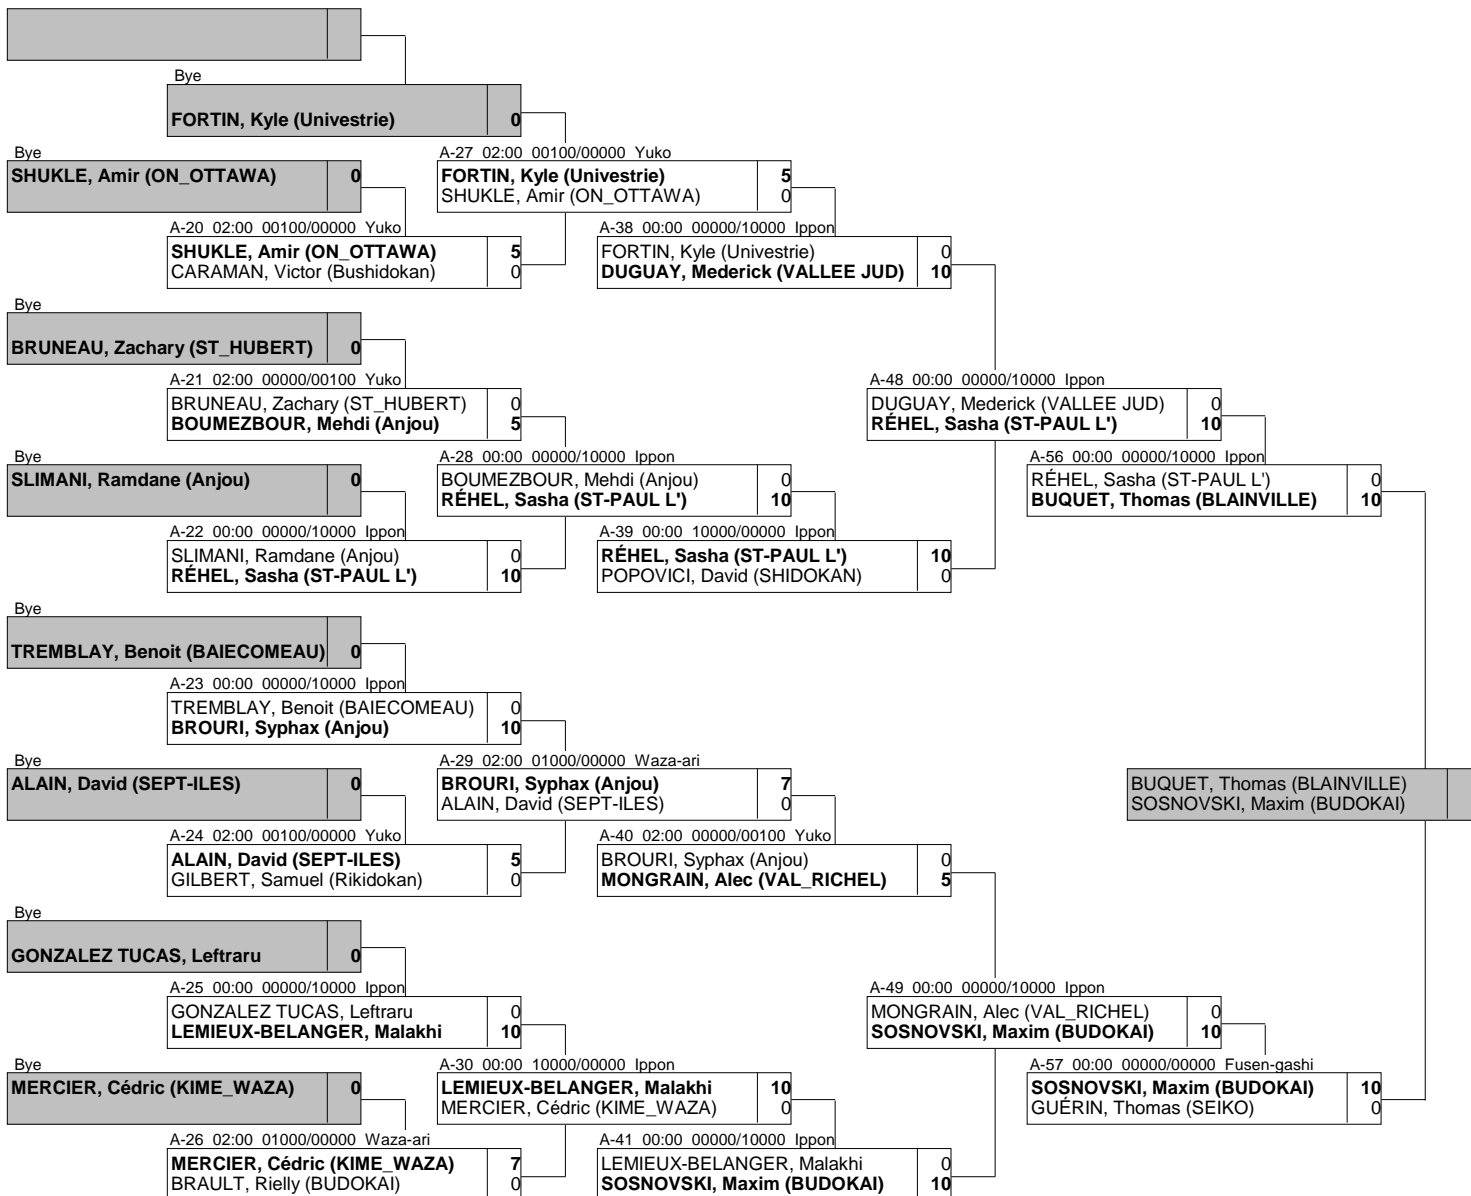 Bye
FORTIN, Kyle (Univestrie) 0
Bye
SHUKLE, Amir (ON_OTTAWA) 0
A-27 02:00 00100/00000 Yuko
FORTIN, Kyle (Univestrie) 5
SHUKLE, Amir (ON_OTTAWA) 0
A-20 02:00 00100/00000 Yuko
SHUKLE, Amir (ON_OTTAWA) 5
CARAMAN, Victor (Bushidokan) 0
A-38 00:00 00000/10000 Ippon
FORTIN, Kyle (Univestrie) 0
DUGUAY, Mederick (VALLEE JUD) 10
Bye
BRUNEAU, Zachary (ST_HUBERT) 0
A-21 02:00 00000/00100 Yuko
BRUNEAU, Zachary (ST_HUBERT) 0
BOUMEZBOUR, Mehdi (Anjou) 5
A-48 00:00 00000/10000 Ippon
DUGUAY, Mederick (VALLEE JUD) 0
RÉHEL, Sasha (ST-PAUL L') 10
Bye
SLIMANI, Ramdane (Anjou) 0
A-28 00:00 00000/10000 Ippon
BOUMEZBOUR, Mehdi (Anjou) 0
RÉHEL, Sasha (ST-PAUL L') 10
A-56 00:00 00000/10000 Ippon
RÉHEL, Sasha (ST-PAUL L') 0
BUQUET, Thomas (BLAINVILLE) 10
A-22 00:00 00000/10000 Ippon
SLIMANI, Ramdane (Anjou) 0
RÉHEL, Sasha (ST-PAUL L') 10
A-39 00:00 10000/00000 Ippon
RÉHEL, Sasha (ST-PAUL L') 10
POPOVICI, David (SHIDOKAN) 0
Bye
TREMBLAY, Benoit (BAIECOMEAU) 0
A-23 00:00 00000/10000 Ippon
TREMBLAY, Benoit (BAIECOMEAU) 0
BROURI, Syphax (Anjou) 10
Bye
ALAIN, David (SEPT-ILES) 0
A-29 02:00 01000/00000 Waza-ari
BROURI, Syphax (Anjou) 7
ALAIN, David (SEPT-ILES) 0
BUQUET, Thomas (BLAINVILLE)
SOSNOVSKI, Maxim (BUDOKAI)
A-24 02:00 00100/00000 Yuko
ALAIN, David (SEPT-ILES) 5
GILBERT, Samuel (Rikidokan) 0
A-40 02:00 00000/00100 Yuko
BROURI, Syphax (Anjou) 0
MONGRAIN, Alec (VAL_RICHEL) 5
Bye
GONZALEZ TUCAS, Leftraru 0
A-25 00:00 00000/10000 Ippon
GONZALEZ TUCAS, Leftraru 0
LEMIEUX-BELANGER, Malakhi 10
A-49 00:00 00000/10000 Ippon
MONGRAIN, Alec (VAL_RICHEL) 0
SOSNOVSKI, Maxim (BUDOKAI) 10
Bye
MERCIER, Cédric (KIME_WAZA) 0
A-30 00:00 10000/00000 Ippon
LEMIEUX-BELANGER, Malakhi 10
MERCIER, Cédric (KIME_WAZA) 0
A-57 00:00 00000/00000 Fusen-gashi
SOSNOVSKI, Maxim (BUDOKAI) 10
GUÉRIN, Thomas (SEIKO) 0
A-26 02:00 01000/00000 Waza-ari
MERCIER, Cédric (KIME_WAZA) 7
BRAULT, Rielly (BUDOKAI) 0
A-41 00:00 00000/10000 Ippon
LEMIEUX-BELANGER, Malakhi 0
SOSNOVSKI, Maxim (BUDOKAI) 10